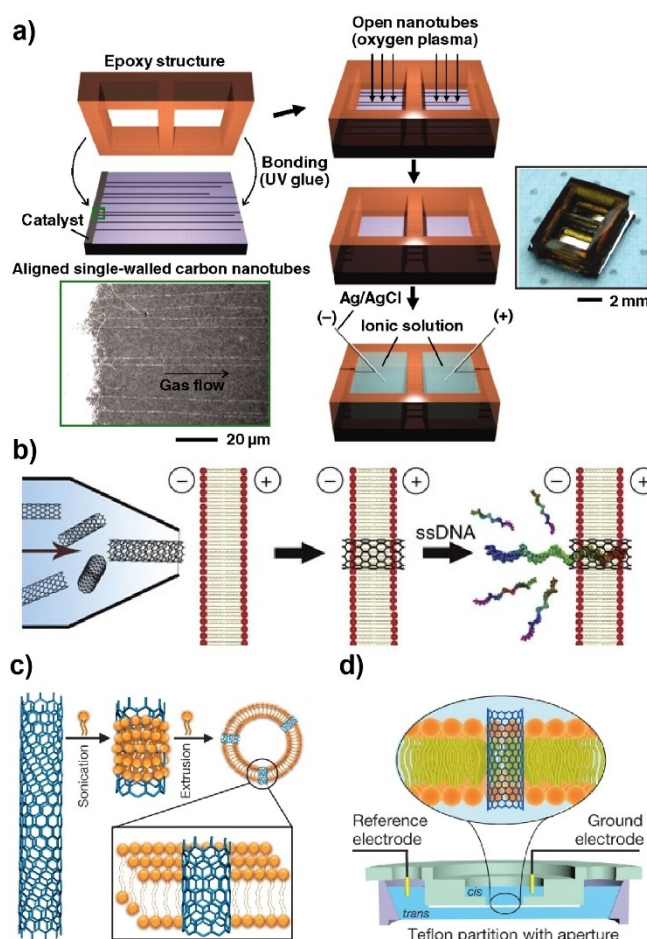 a)
Epoxy structure
Open nanotubes
(oxygen plasma)
Bonding
(UV glue)
Catalyst
Aligned single-walled carbon nanotubes
Gas flow
20 µm
2 mm
Ag/AgCl
(−)
(+)
Ionic solution
b)
−
+
−
+
ssDNA
−
+
c)
Sonication
Extrusion
d)
Reference
electrode
Ground
electrode
cis
trans
Teflon partition with aperture